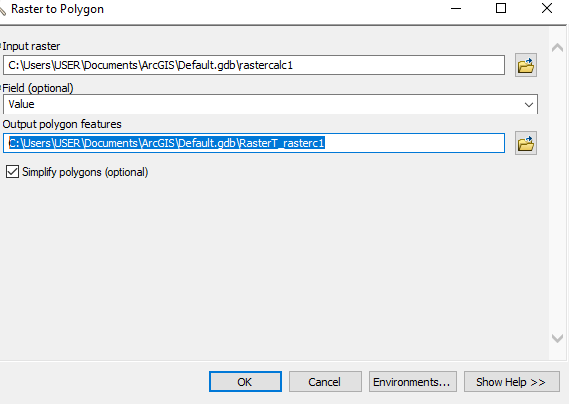 Raster to Polygon
Input raster
C:\Users\USER\Documents\ArcGIS\Default.gdb\rastercalc1
Field (optional)
Value
Output polygon features
C:\Users\USER\Documents\ArcGIS\Default.gdb\RasterT_rasterc1
Simplify polygons (optional)
OK
Cancel
Environments...
Show Help >>